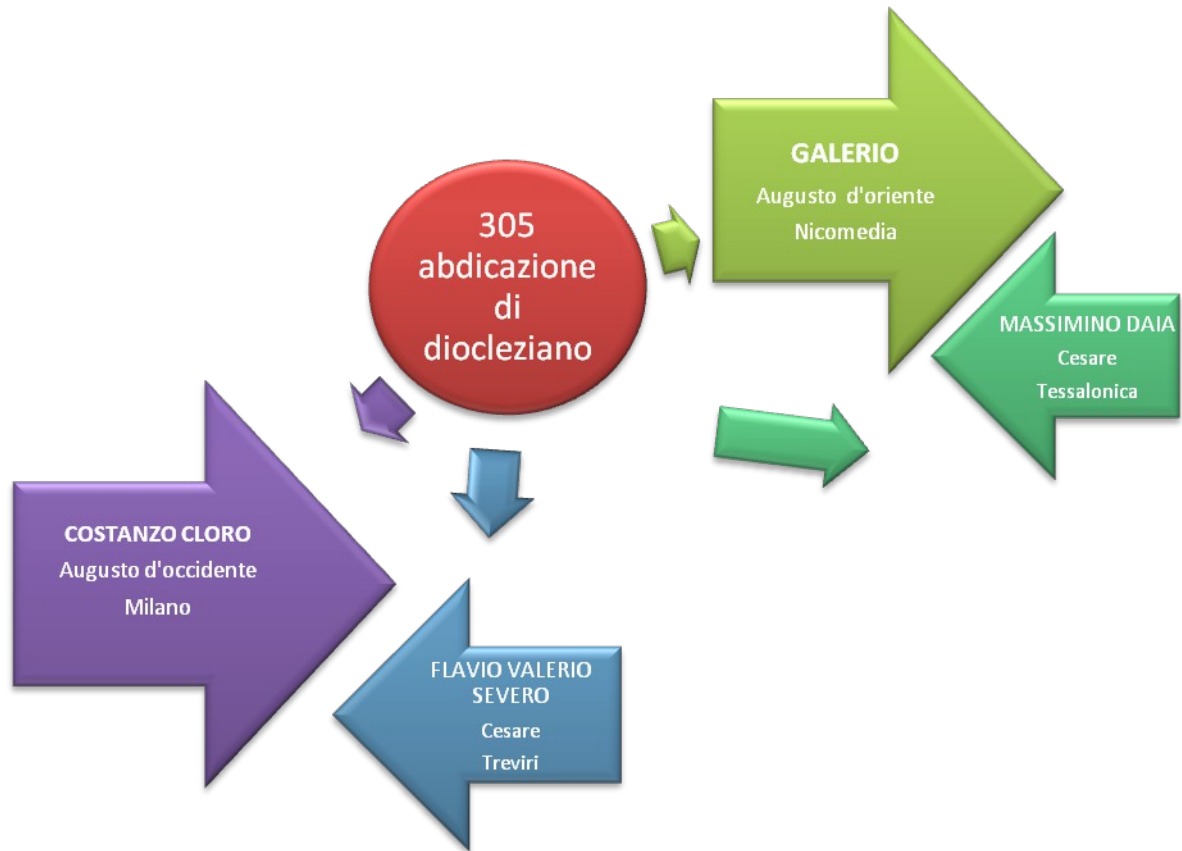 305
abdicazione
di
diocleziano
GALERIO
Augusto d'oriente
Nicomedia
MASSIMINO DAIA
Cesare
Tessalonica
COSTANZO CLORO
Augusto d'occidente
Milano
FLAVIO VALERIO
SEVERO
Cesare
Treviri